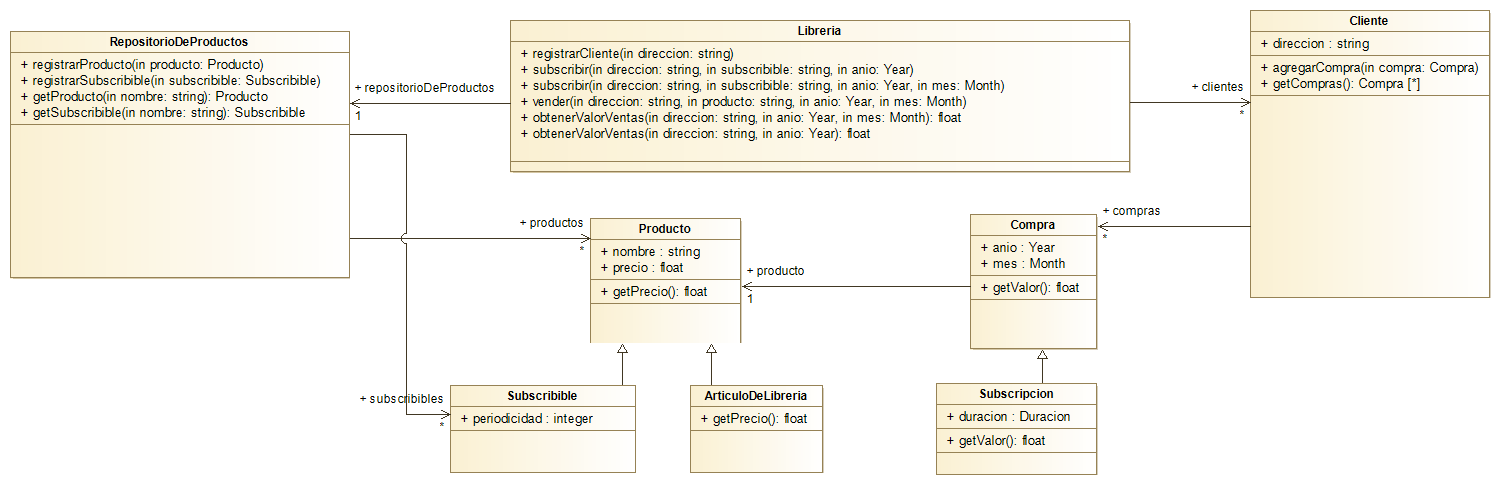 RepositorioDeProductos
+ registrarProducto(in producto: Producto)
+ registrarSubscribible(in subscribible: Subscribible)
+ getProducto(in nombre: string): Producto
+ getSubscribible(in nombre: string): Subscribible
+ repositorioDeProductos
1
Libreria
+ registrarCliente(in direccion: string)
+ subscribir(in direccion: string, in subscribible: string, in anio: Year)
+ subscribir(in direccion: string, in subscribible: string, in anio: Year, in mes: Month)
+ vender(in direccion: string, in producto: string, in anio: Year, in mes: Month)
+ obtenerValorVentas(in direccion: string, in anio: Year, in mes: Month): float
+ obtenerValorVentas(in direccion: string, in anio: Year): float
+ clientes
*
Cliente
+ direccion : string
+ agregarCompra(in compra: Compra)
+ getCompras(): Compra [*]
+ productos
*
Producto
+ nombre : string
+ precio : float
+ getPrecio(): float
+ producto
1
Compra
+ anio : Year
+ mes : Month
+ getValor(): float
+ compras
*
+ subscribibles
*
Subscribible
+ periodicidad : integer
ArticuloDeLibreria
+ getPrecio(): float
Subscripcion
+ duracion : Duracion
+ getValor(): float